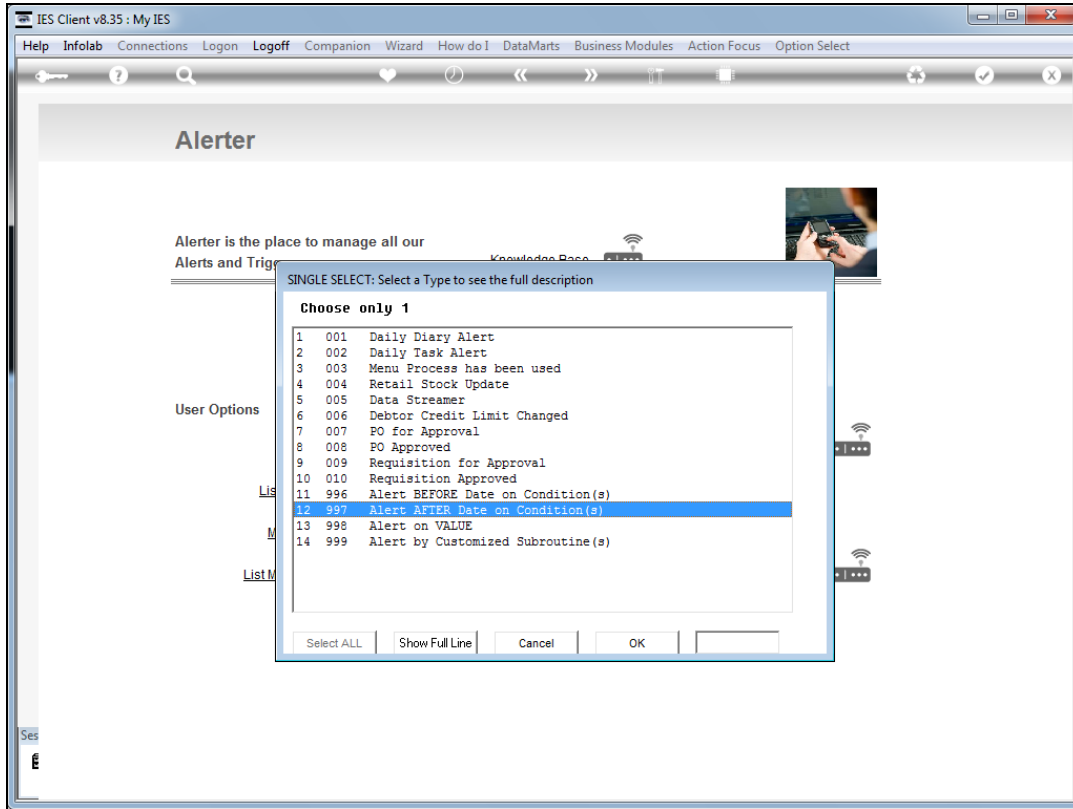 IES Client v8.35 : My IES
Help Infolab Connections Logon Logoff Companion Wizard How do I DataMarts Business Modules Action Focus Option Select
Alerter
Alerter is the place to manage all our
Alerts and Trigg
Knowledge Base
SINGLE SELECT: Select a Type to see the full description
Choose only 1
1 001 Daily Diary Alert
2 002 Daily Task Alert
3 003 Menu Process has been used
4 004 Retail Stock Update
5 005 Data Streamer
6 006 Debtor Credit Limit Changed
7 007 PO for Approval
8 008 PO Approved
9 009 Requisition for Approval
10 010 Requisition Approved
11 996 Alert BEFORE Date on Condition(s)
12 997 Alert AFTER Date on Condition(s)
13 998 Alert on VALUE
14 999 Alert by Customized Subroutine(s)
User Options
Lis
M
List M
Select ALL Show Full Line Cancel OK
Ses